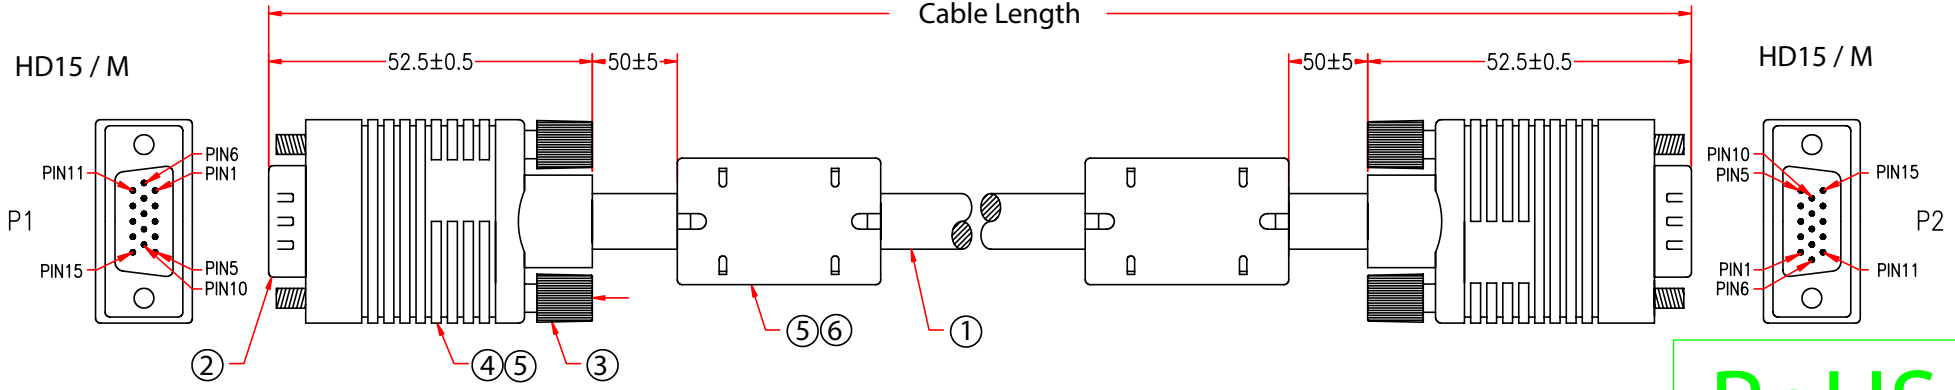 Cable Length
HD15 / M
52.5±0.5
50±5
50±5
52.5±0.5
HD15 / M
PIN6
PIN11
PIN1
P1
PIN15
PIN5
PIN10
PIN10
PIN5
PIN15
P2
PIN1
PIN11
PIN6
② ④⑤ ③ ⑤⑥ ①